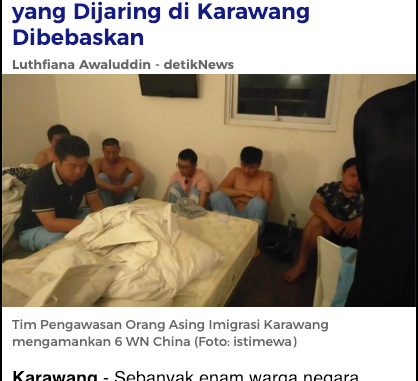 yang Dijaring di Karawang
Dibebaskan
Luthfiana Awaluddin - detikNews
Tim Pengawasan Orang Asing Imigrasi Karawang
mengamankan 6 WN China (Foto: istimewa)
Karawang - Sebanyak enam warga negara